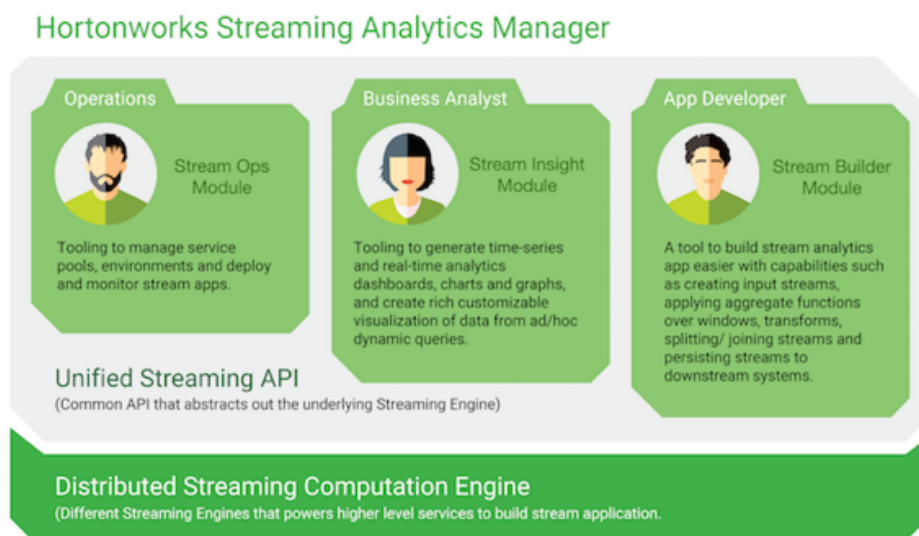 Hortonworks Streaming Analytics Manager
Operations
Stream Ops
Module
Tooling to manage service
pools, environments and deploy
and monitor stream apps.
Business Analyst
Stream Insight
Module
Tooling to generate time-series
and real-time analytics
dashboards, charts and graphs,
and create rich customizable
visualization of data from ad/hoc
dynamic queries.
App Developer
Stream Builder
Module
A tool to build stream analytics
app easier with capabilities such
as creating input streams,
applying aggregate functions
over windows, transforms,
splitting/ joining streams and
persisting streams to
downstream systems.
Unified Streaming API
(Common API that abstracts out the underlying Streaming Engine)
Distributed Streaming Computation Engine
(Different Streaming Engines that powers higher level services to build stream application.